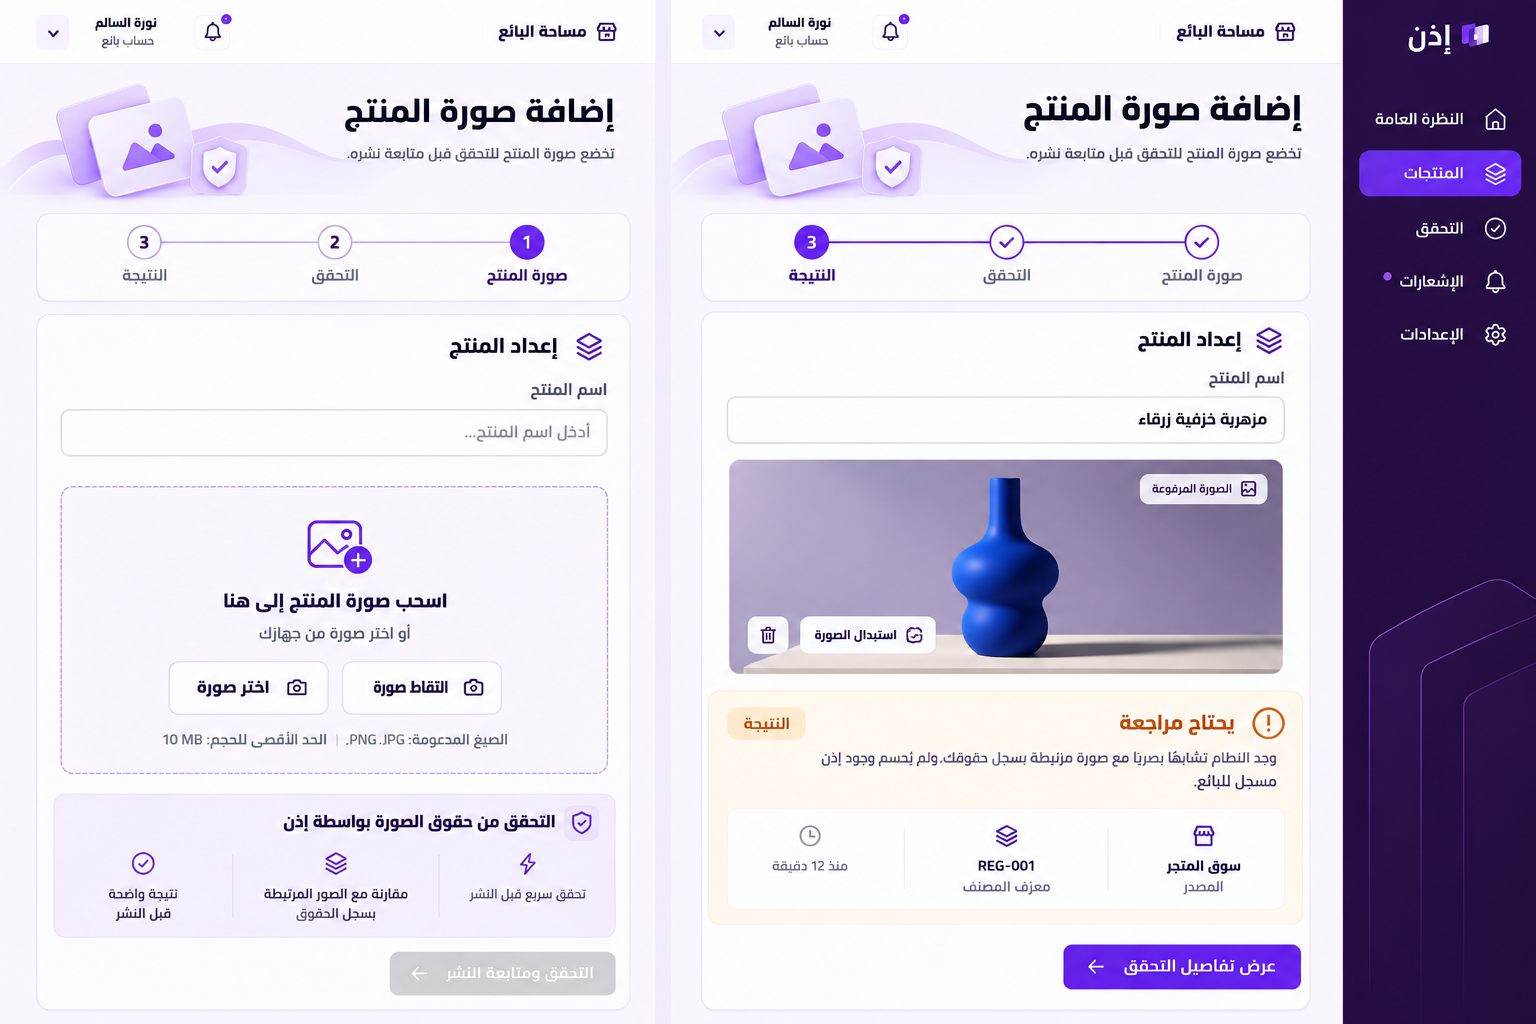 إذن
النظرة العامة
المنتجات
التحقق
الإشعارات
الإعدادات
مساحة البائع
نورة السالم
حساب بائع
إضافة صورة المنتج
تخضع صورة المنتج للتحقق قبل متابعة نشره.
صورة المنتج
التحقق
3
النتيجة
إعداد المنتج
اسم المنتج
مزهرية خزفية زرقاء
الصورة المرفوعة
استبدال الصورة
يحتاج مراجعة
النتيجة
وجد النظام تشابهًا بصريًا مع صورة مرتبطة بسجل حقوقك، ولم يُحسم وجود إذن
مسجل للبائع.
سوق المتجر
المصدر
REG-001
معرّف المصنف
منذ 12 دقيقة
عرض تفاصيل التحقق
مساحة البائع
نورة السالم
حساب بائع
إضافة صورة المنتج
تخضع صورة المنتج للتحقق قبل متابعة نشره.
1
صورة المنتج
2
التحقق
3
النتيجة
إعداد المنتج
اسم المنتج
أدخل اسم المنتج...
اسحب صورة المنتج إلى هنا
أو اختر صورة من جهازك
التقاط صورة
اختر صورة
الصيغ المدعومة: PNG، JPG. | الحد الأقصى للحجم: 10 MB
التحقق من حقوق الصورة بواسطة إذن
تحقق سريع قبل النشر
مقارنة مع الصور المرتبطة
بسجل الحقوق
نتيجة واضحة
قبل النشر
التحقق ومتابعة النشر